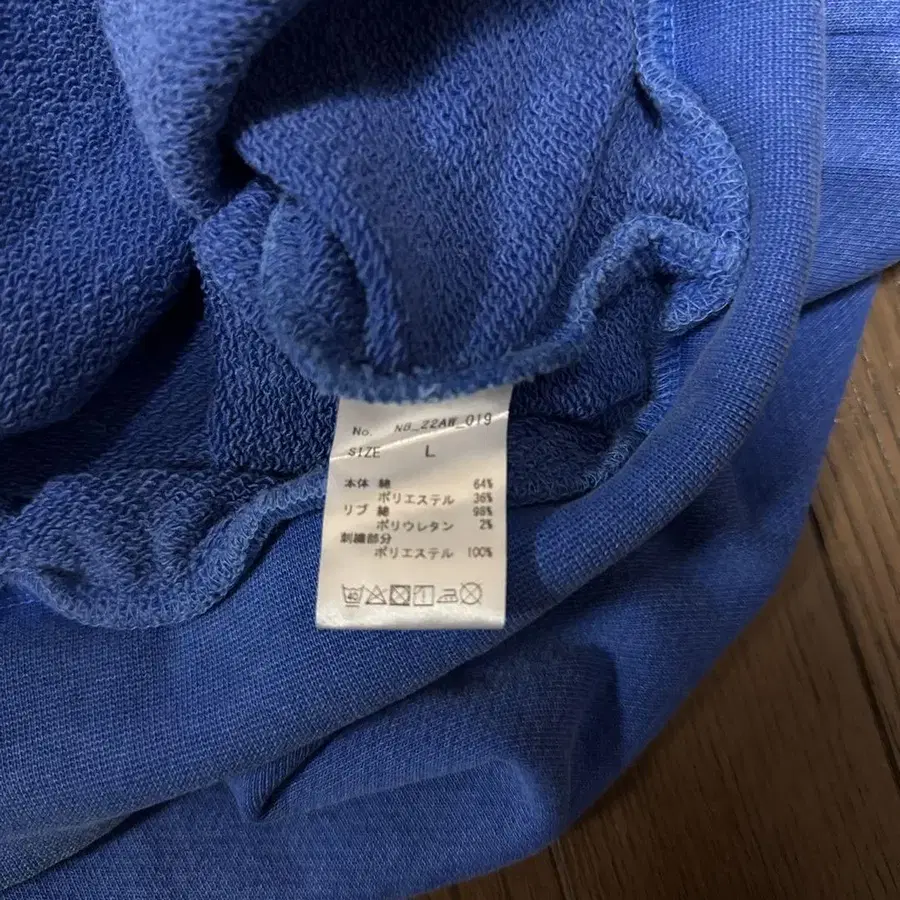 No. NB_22AW_019
SIZE L
本体 綿 64%
ポリエステル 36%
リブ 綿 98%
ポリウレタン 2%
刺繍部分
ポリエステル 100%
40